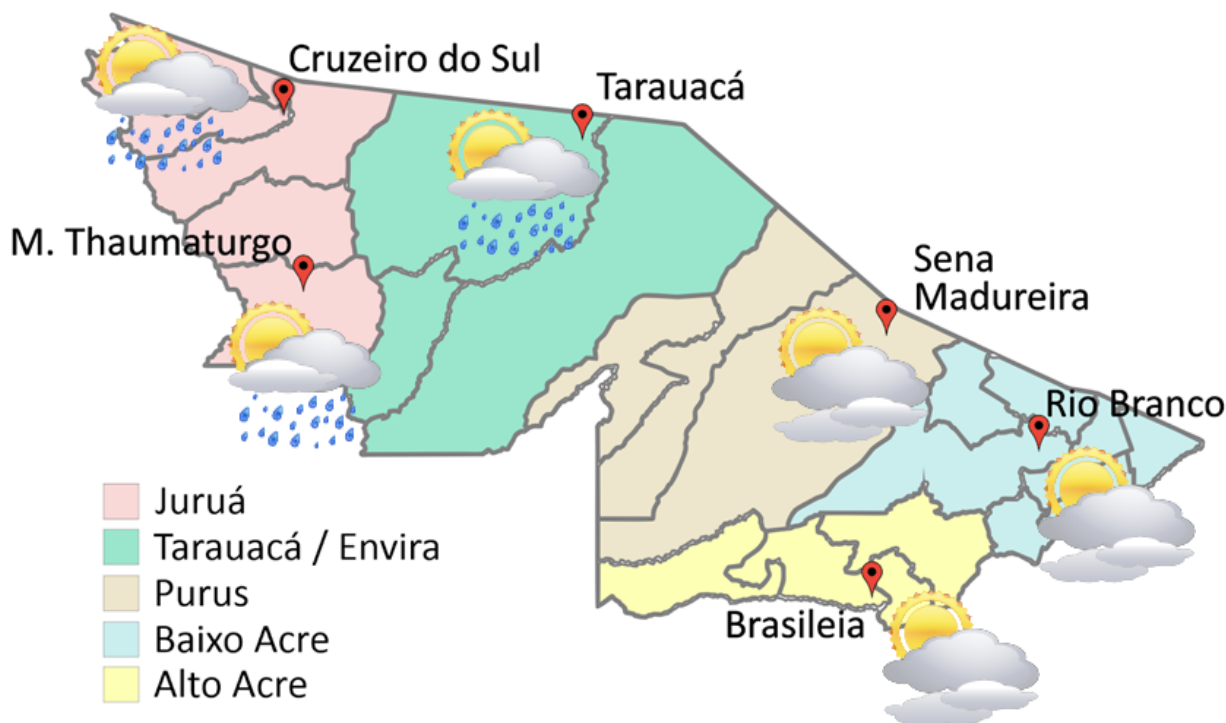 Cruzeiro do Sul
Tarauacá
M. Thaumaturgo
Sena
Madureira
Rio Branco
Brasileia
Juruá
Tarauacá / Envira
Purus
Baixo Acre
Alto Acre